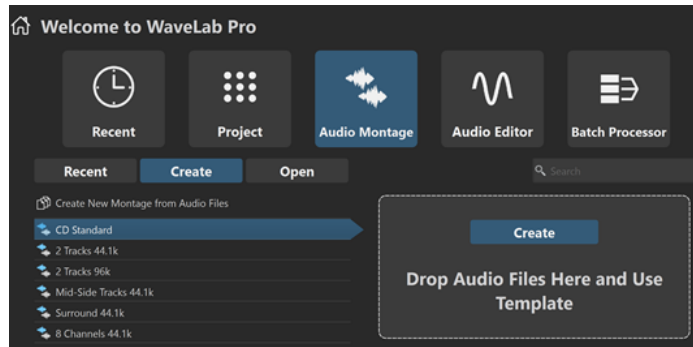 Welcome to WaveLab Pro
Recent
Project
Audio Montage
Audio Editor
Batch Processor
Recent
Create
Open
Search
Create New Montage from Audio Files
CD Standard
2 Tracks 44.1k
2 Tracks 96k
Mid-Side Tracks 44.1k
Surround 44.1k
8 Channels 44.1k
Create
Drop Audio Files Here and Use
Template